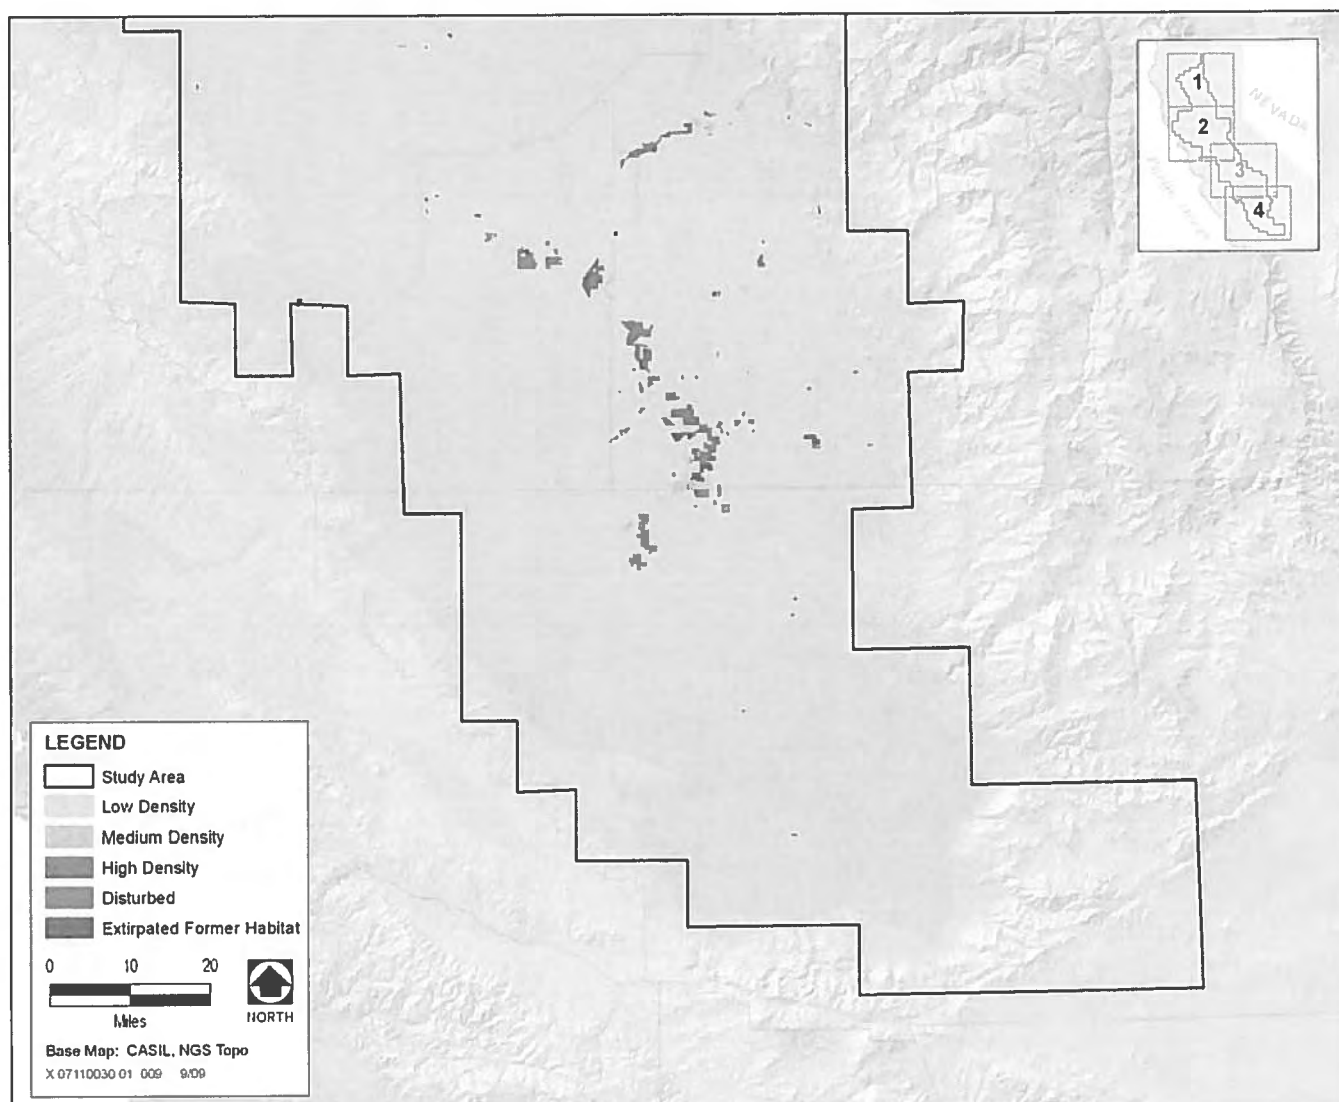 1
NEVADA
2
3
4
LEGEND
Study Area
Low Density
Medium Density
High Density
Disturbed
Extirpated Former Habitat
0 10 20
Miles
NORTH
Base Map: CASIL, NGS Topo
X 07110030 01 009 9/09